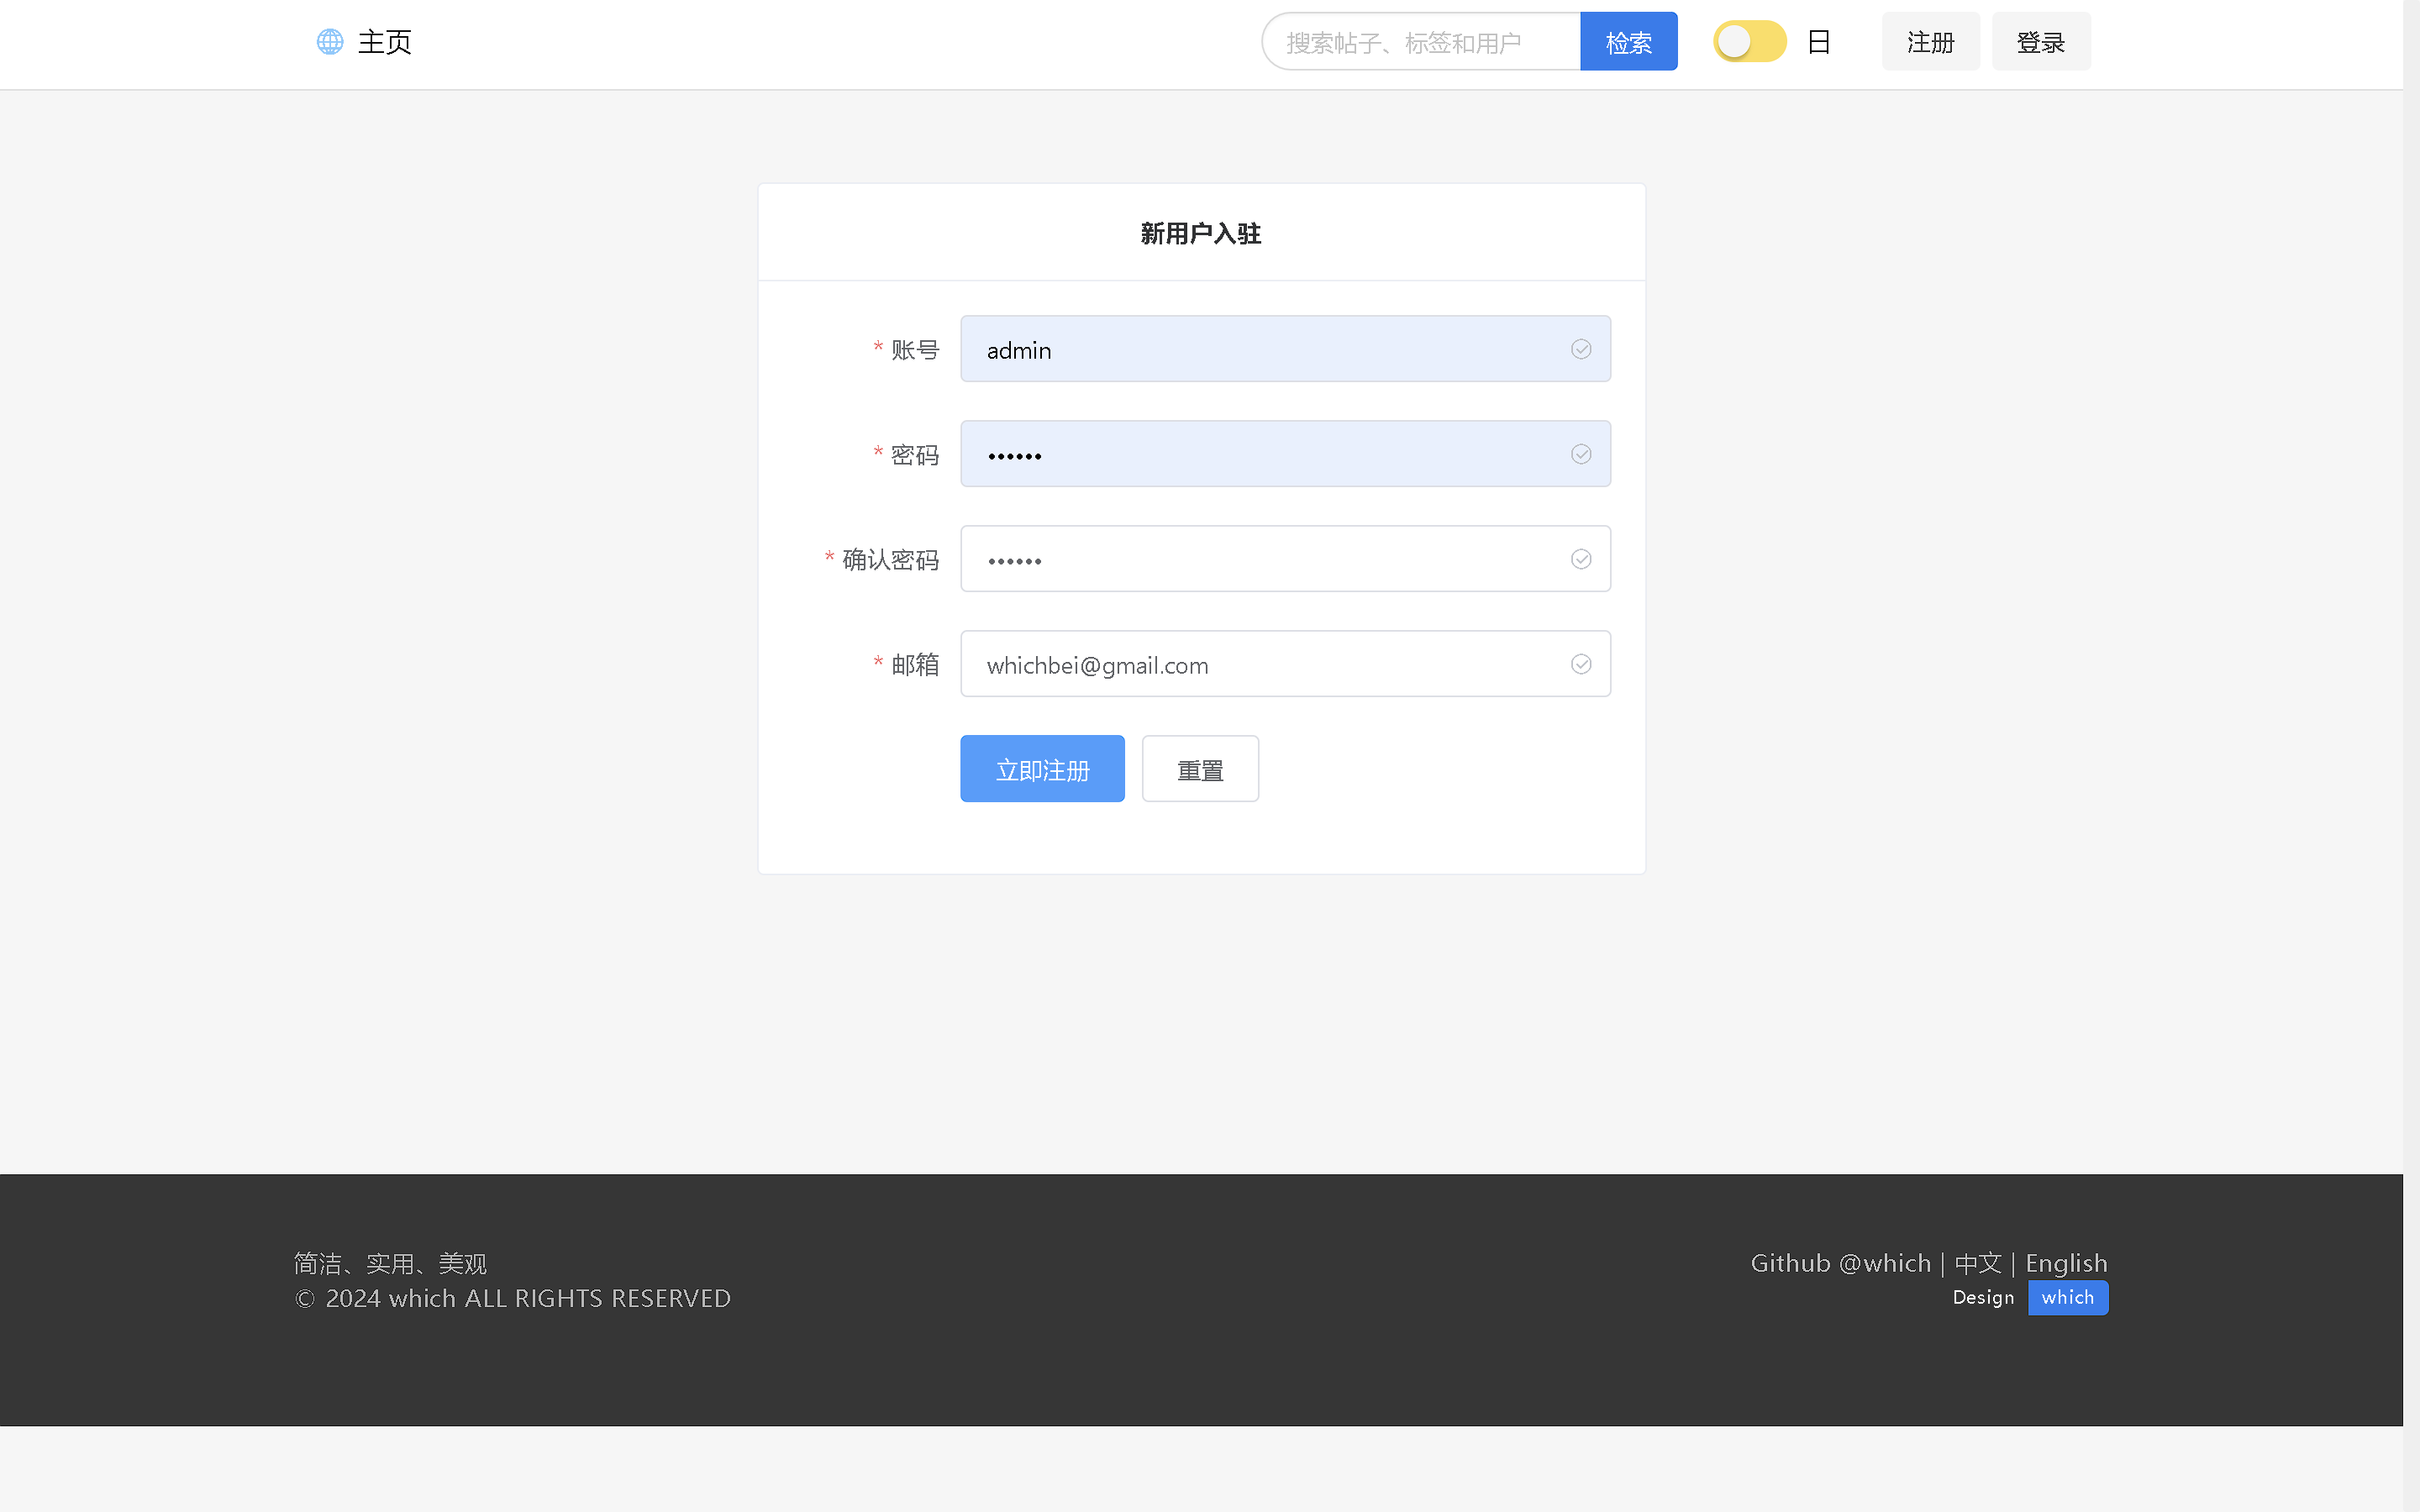 主页
搜索帖子、标签和用户
检索
日
注册
登录
新用户入驻
* 账号
admin
* 密码
••••••
* 确认密码
••••••
* 邮箱
whichbei@gmail.com
立即注册
重置
简洁、实用、美观
© 2024 which ALL RIGHTS RESERVED
Github @which | 中文 | English
Design which